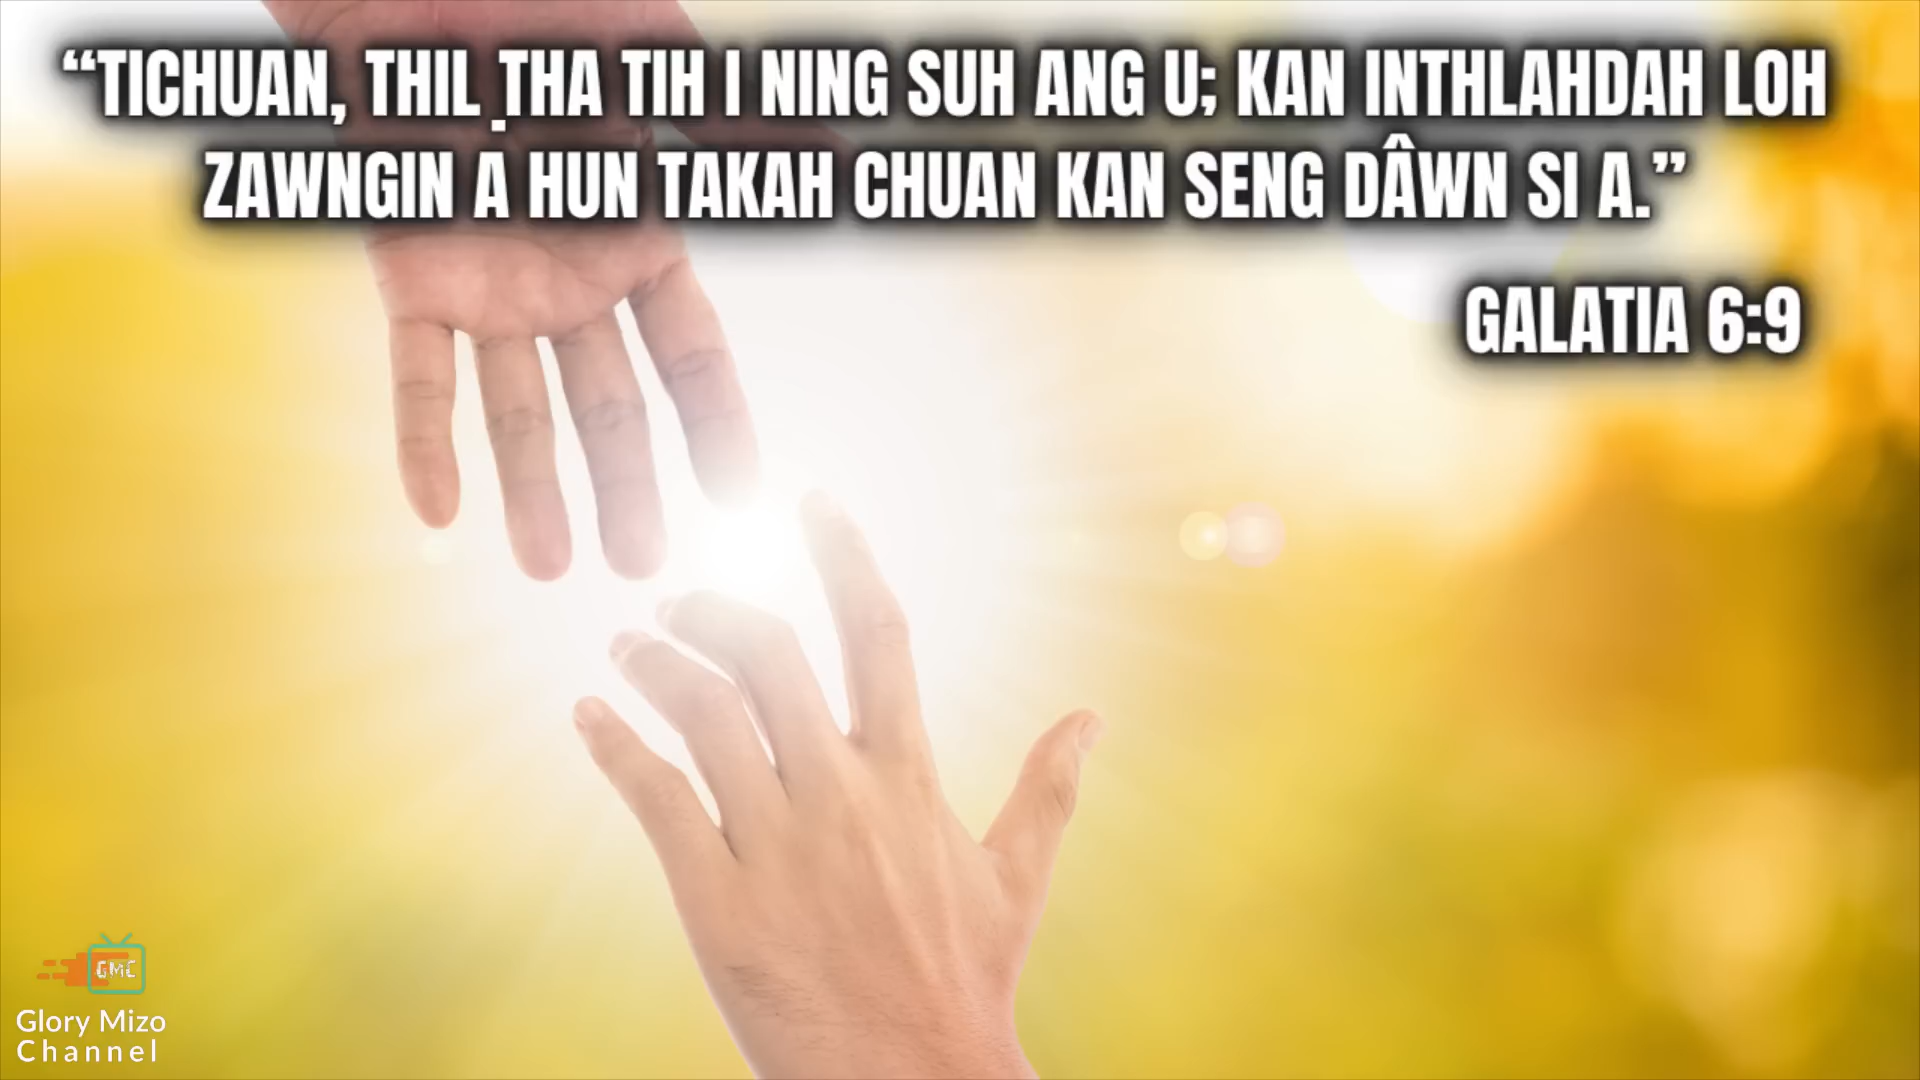 “TICHUAN, THIL ṬHA TIH I NING SUH ANG U; KAN INTHLAHDAH LOH
ZAWNGIN A HUN TAKAH CHUAN KAN SENG DÂWN SI A.”
GALATIA 6:9
GMC
Glory Mizo
Channel